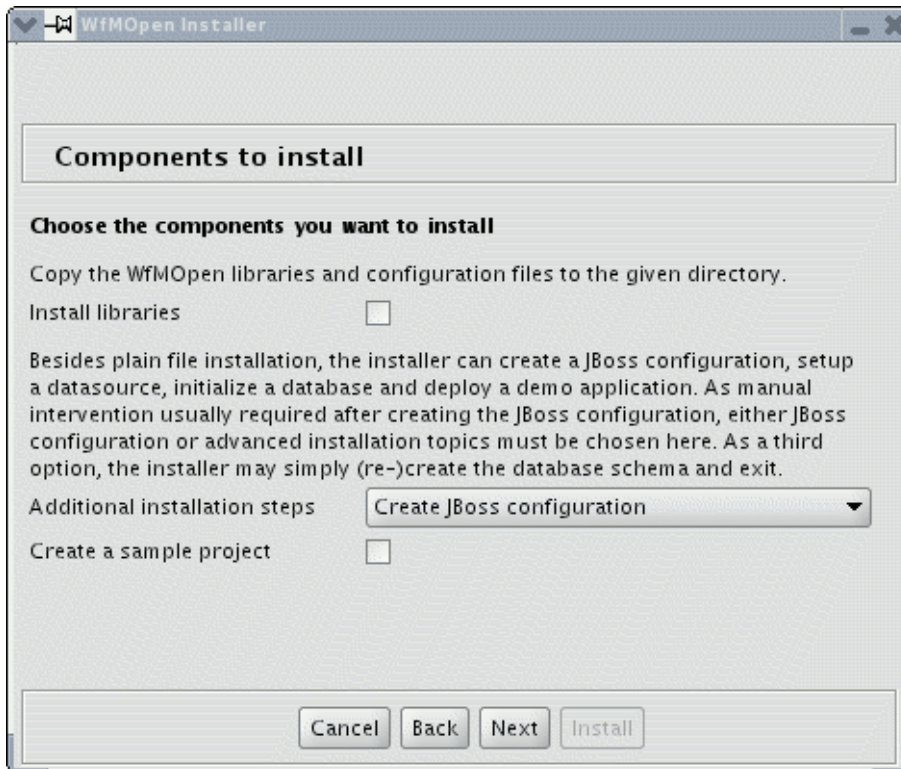 WfMOpen Installer
Components to install
Choose the components you want to install
Copy the WfMOpen libraries and configuration files to the given directory.
Install libraries
Besides plain file installation, the installer can create a JBoss configuration, setup
a datasource, initialize a database and deploy a demo application. As manual
intervention usually required after creating the JBoss configuration, either JBoss
configuration or advanced installation topics must be chosen here. As a third
option, the installer may simply (re-)create the database schema and exit.
Additional installation steps Create JBoss configuration
Create a sample project
Cancel Back Next Install